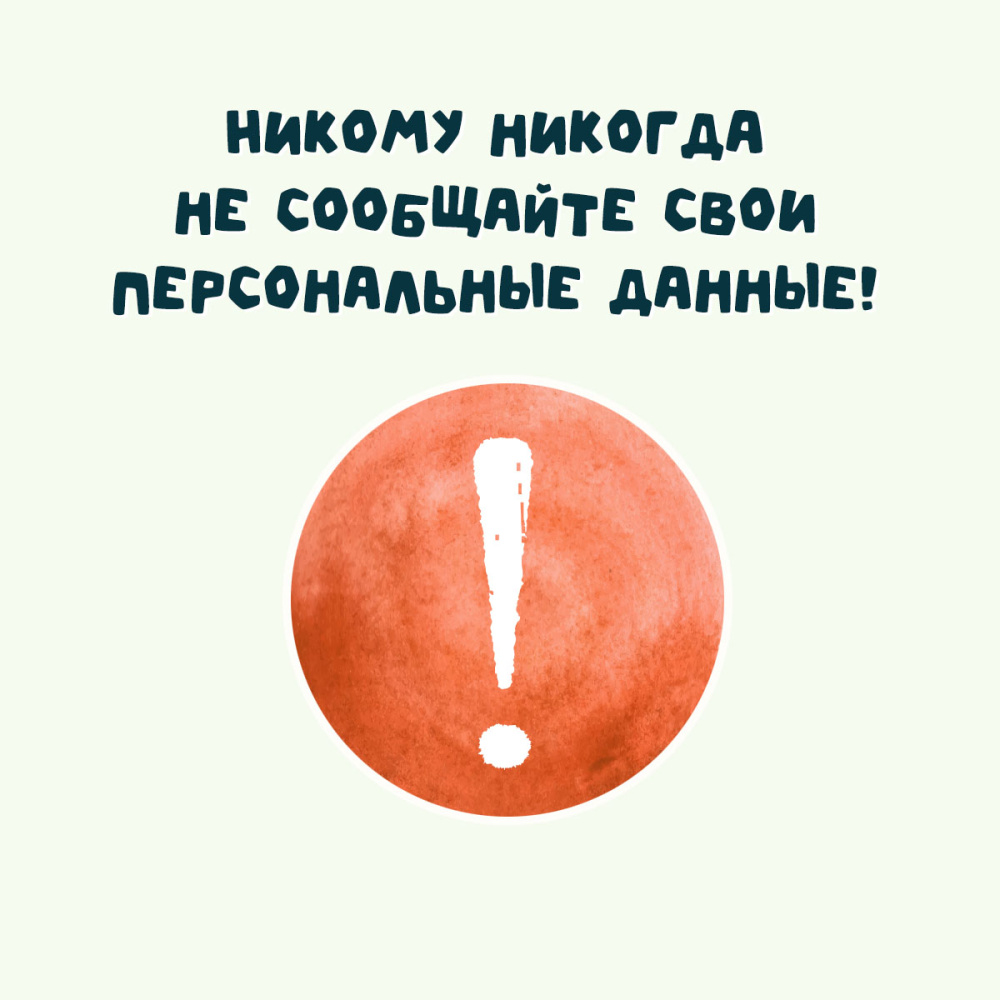 НИКОМУ НИКОГДА
НЕ СООБЩАЙТЕ СВОИ
ПЕРСОНАЛЬНЫЕ ДАННЫЕ!
!